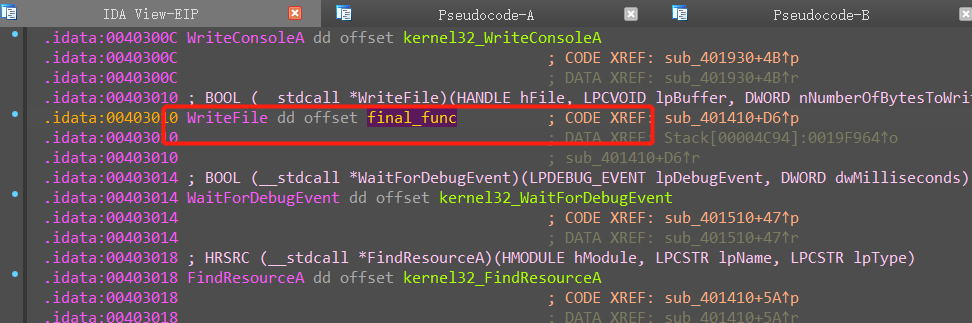 IDA View-EIP Pseudocode-A Pseudocode-B
.idata:0040300C WriteConsoleA dd offset kernel32_WriteConsoleA
.idata:0040300C ; CODE XREF: sub_401930+4B↑p
.idata:0040300C ; DATA XREF: sub_401930+4B↑r
.idata:00403010 ; BOOL (__stdcall *WriteFile)(HANDLE hFile, LPCVOID lpBuffer, DWORD nNumberOfBytesToWrit
.idata:00403010 WriteFile dd offset final_func ; CODE XREF: sub_401410+D6↑p
.idata:00403010 ; DATA XREF: Stack[00004C94]:0019F964↑o
.idata:00403010 ; sub_401410+D6↑r
.idata:00403014 ; BOOL (__stdcall *WaitForDebugEvent)(LPDEBUG_EVENT lpDebugEvent, DWORD dwMilliseconds)
.idata:00403014 WaitForDebugEvent dd offset kernel32_WaitForDebugEvent
.idata:00403014 ; CODE XREF: sub_401510+47↑p
.idata:00403014 ; DATA XREF: sub_401510+47↑r
.idata:00403018 ; HRSRC (__stdcall *FindResourceA)(HMODULE hModule, LPCSTR lpName, LPCSTR lpType)
.idata:00403018 FindResourceA dd offset kernel32_FindResourceA
.idata:00403018 ; CODE XREF: sub_401410+5A↑p
.idata:00403018 ; DATA XREF: sub_401410+5A↑r